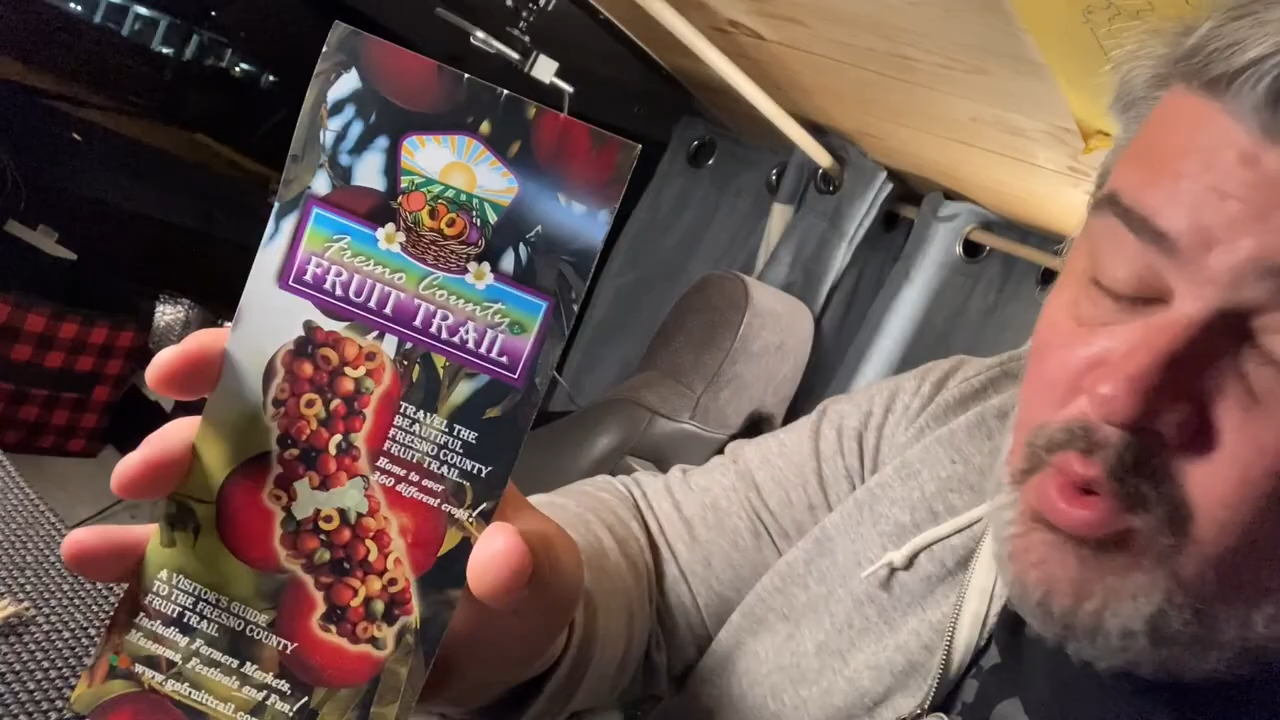 Fresno County
FRUIT TRAIL
TRAVEL THE
BEAUTIFUL
FRESNO COUNTY
FRUIT TRAIL...
Home to over
360 different crops!
A VISITOR'S GUIDE
TO THE FRESNO COUNTY
FRUIT TRAIL
Including Farmers Markets,
Museums, Festivals and Fun!
www.gofruittrail.com